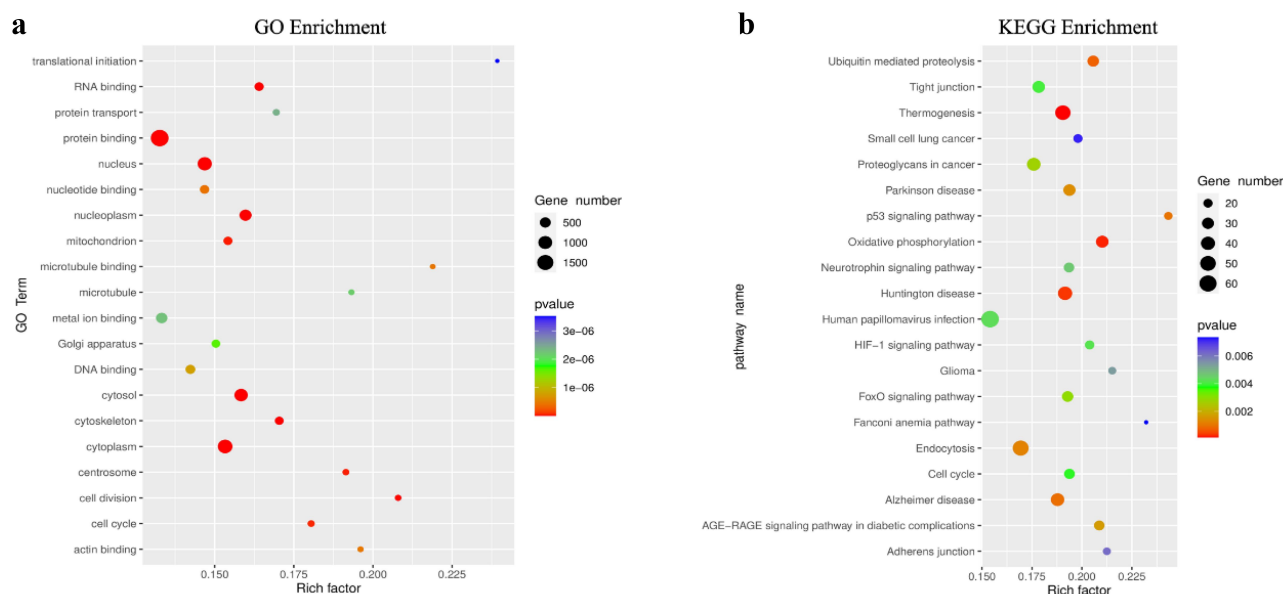 a
GO Enrichment
translational initiation
RNA binding
protein transport
protein binding
nucleus
nucleotide binding
nucleoplasm
mitochondrion
microtubule binding
microtubule
metal ion binding
Golgi apparatus
DNA binding
cytosol
cytoskeleton
cytoplasm
centrosome
cell division
cell cycle
actin binding
GO Term
0.150 0.175 0.200 0.225
Rich factor
Gene number
500
1000
1500
pvalue
3e-06
2e-06
1e-06
b
KEGG Enrichment
Ubiquitin mediated proteolysis
Tight junction
Thermogenesis
Small cell lung cancer
Proteoglycans in cancer
Parkinson disease
p53 signaling pathway
Oxidative phosphorylation
Neurotrophin signaling pathway
Huntington disease
Human papillomavirus infection
HIF−1 signaling pathway
Glioma
FoxO signaling pathway
Fanconi anemia pathway
Endocytosis
Cell cycle
Alzheimer disease
AGE−RAGE signaling pathway in diabetic complications
Adherens junction
pathway name
0.150 0.175 0.200 0.225
Rich factor
Gene number
20
30
40
50
60
pvalue
0.006
0.004
0.002